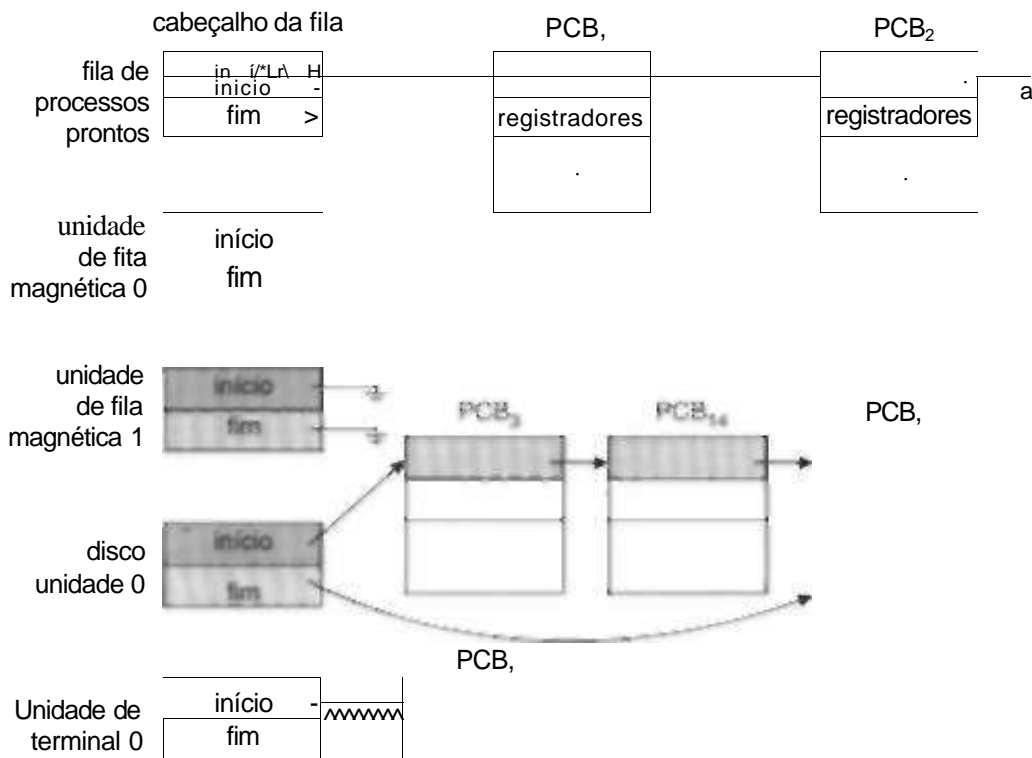 cabeçalho da fila
PCB,
PCB₂
fila de
processos
prontos
inicio -
fim >
registradores
registradores
a
unidade
de fita
magnética 0
início
fim
unidade
de fila
magnética 1
início
fim
PCB₃
PCB₁₄
PCB,
disco
unidade 0
início
fim
PCB,
Unidade de
terminal 0
início -
fim